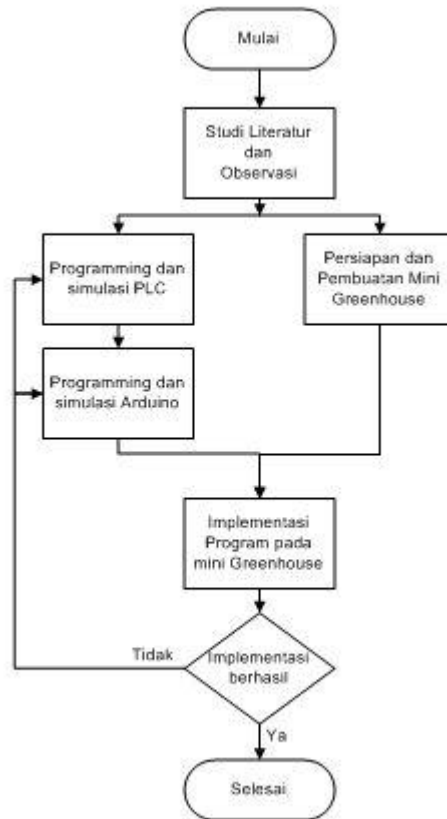 Mulai
Studi Literatur
dan
Observasi
Programming dan
simulasi PLC
Persiapan dan
Pembuatan Mini
Greenhouse
Programming dan
simulasi Arduino
Implementasi
Program pada
mini Greenhouse
Tidak
Implementasi
berhasil
Ya
Selesai